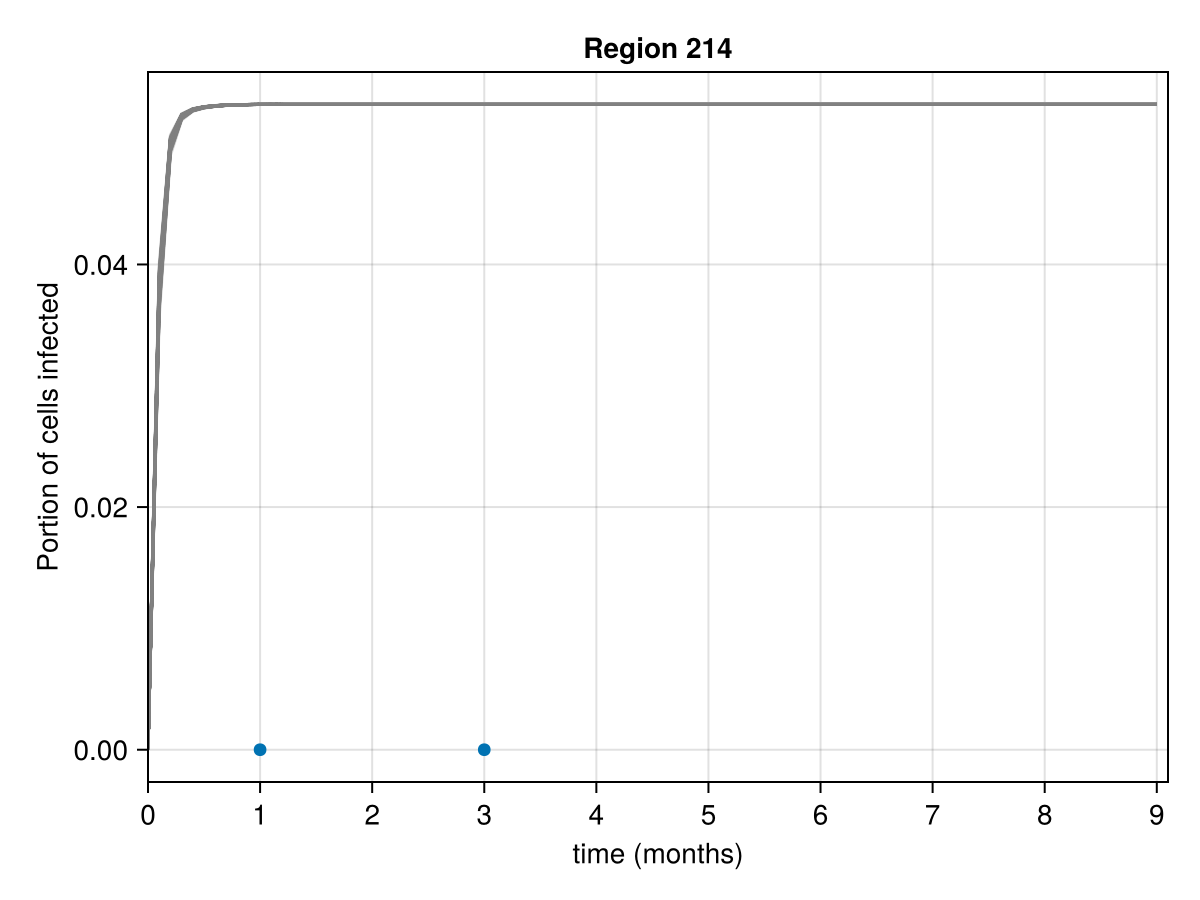 Region 214
Portion of cells infected
0.04
0.02
0.00
0 1 2 3 4 5 6 7 8 9
time (months)